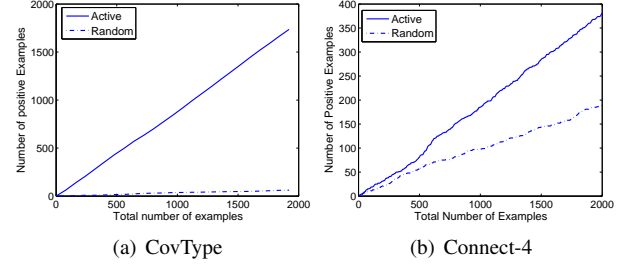 2000
1500
1000
500
0
Number of positive Examples
Active
Random
0 500 1000 1500 2000
Total number of examples
(a) CovType
400
350
300
250
200
150
100
50
0
Number of Positive Examples
Active
Random
0 500 1000 1500 2000
Total Number of Examples
(b) Connect-4